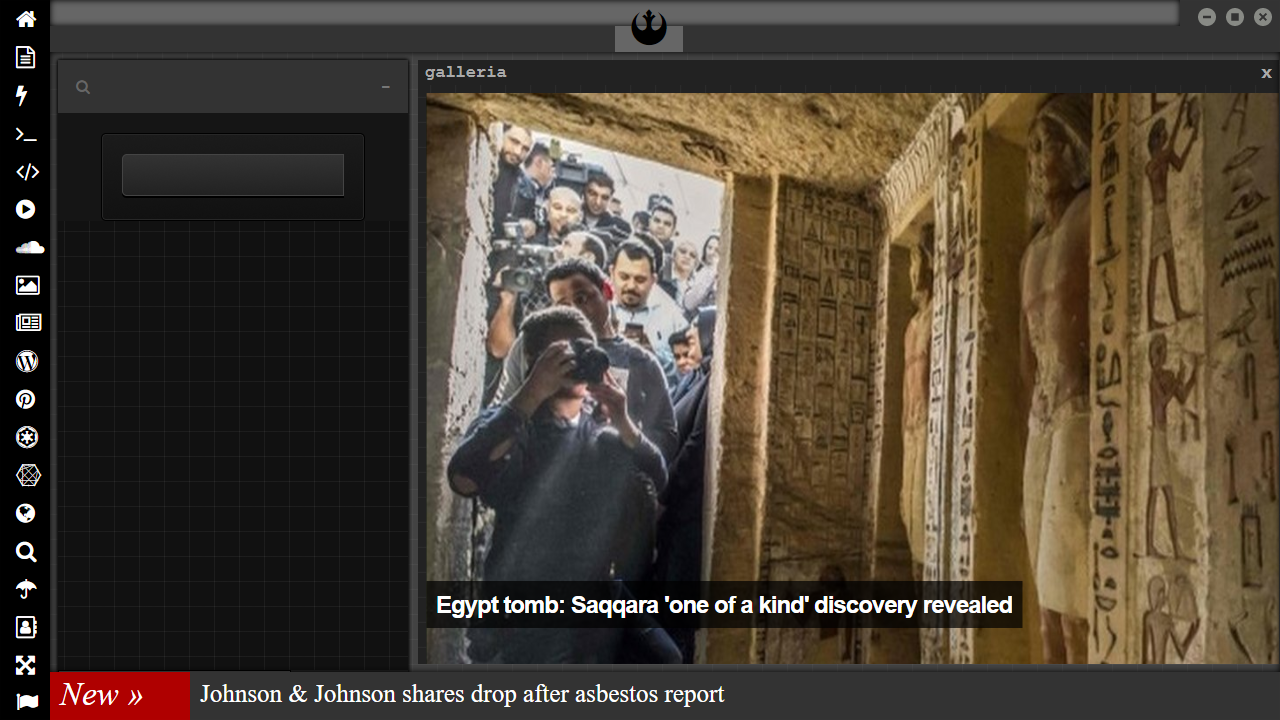 galleria
x
Egypt tomb: Saqqara 'one of a kind' discovery revealed
New »
Johnson & Johnson shares drop after asbestos report